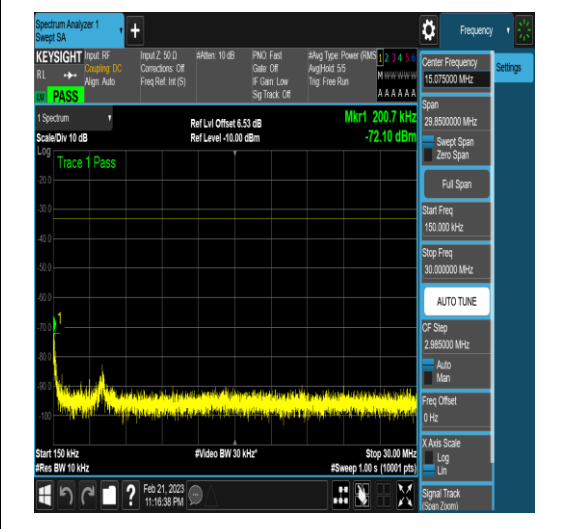 Spectrum Analyzer 1
Swept SA
+
Frequency
KEYSIGHT
Input: RF
Coupling: DC
Align: Auto
RL
PASS
Input Z: 50 Ω
Corrections: Off
Freq Ref: Int (S)
#Atten: 10 dB
PNO: Fast
Gate: Off
IF Gain: Low
Sig Track: Off
#Avg Type: Power (RMS
Avg|Hold: 5/5
Trig: Free Run
1 2 3 4 5 6
M w w w w w
A A A A A A
Center Frequency
15.075000 MHz
Settings
Span
29.8500000 MHz
Swept Span
Zero Span
Full Span
Start Freq
150.000 kHz
Stop Freq
30.000000 MHz
AUTO TUNE
CF Step
2.985000 MHz
Auto
Man
Freq Offset
0 Hz
X Axis Scale
Log
Lin
Signal Track
(Span Zoom)
1 Spectrum
Scale/Div 10 dB
Log
Ref Lvl Offset 6.53 dB
Ref Level -10.00 dBm
Mkr1 200.7 kHz
-72.10 dBm
Trace 1 Pass
-20.0
-30.0
-40.0
-50.0
-60.0
-70.0
-80.0
-90.0
-100
1
Start 150 kHz
#Res BW 10 kHz
#Video BW 30 kHz*
Stop 30.00 MHz
#Sweep 1.00 s (10001 pts)
?
Feb 21, 2023
11:16:38 PM